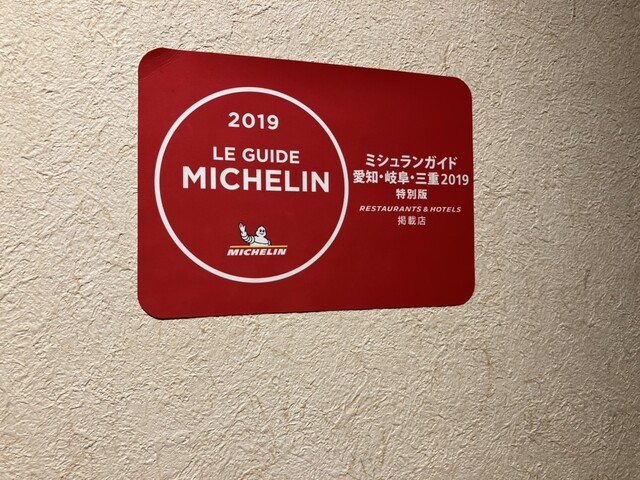 2019
LE GUIDE
MICHELIN
MICHELIN
ミシュランガイド
愛知・岐阜・三重2019
特別版
RESTAURANTS & HOTELS
掲載店